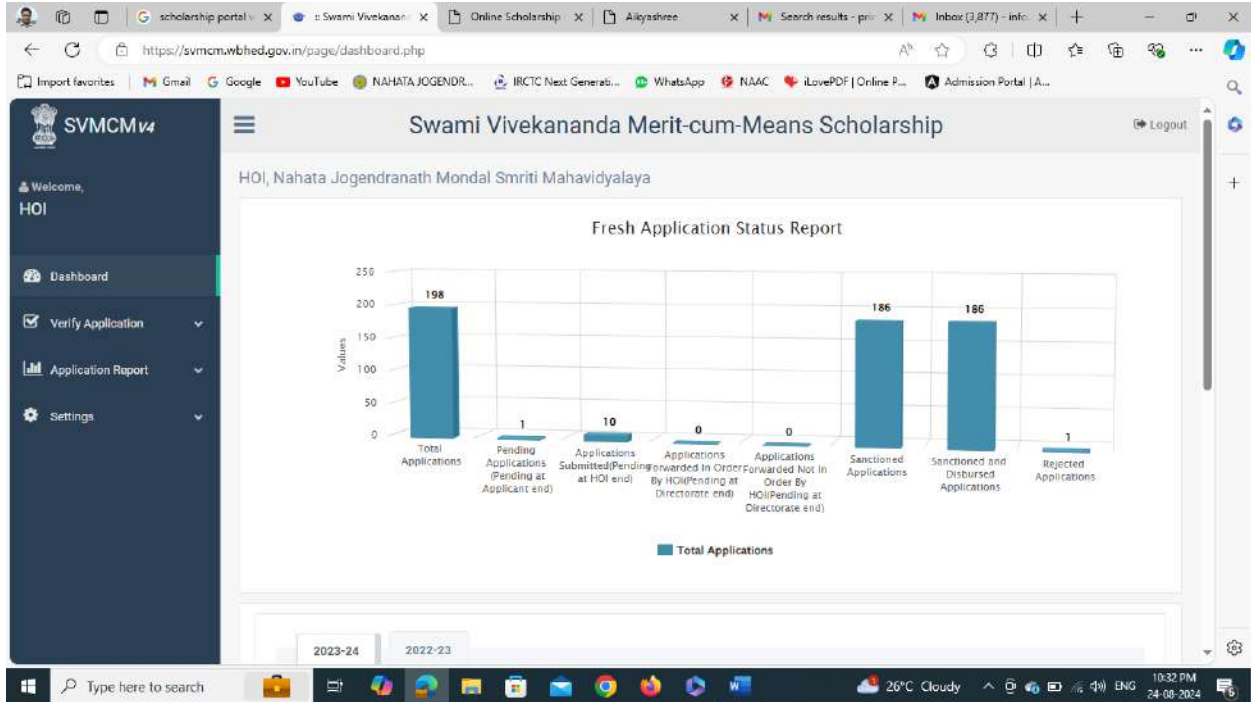 scholarship portal
:: Swami Vivekanan
Online Scholarship
Aikyashree
Search results - pri
Inbox (3,877) - info
https://svmcm.wbhed.gov.in/page/dashboard.php
Import favorites
Gmail
Google
YouTube
NAHATA JOGENDR...
IRCTC Next Generati...
WhatsApp
NAAC
iLovePDF | Online P...
Admission Portal | A...
SVMCM V4
Swami Vivekananda Merit-cum-Means Scholarship
Logout
Welcome,
HOI
HOI, Nahata Jogendranath Mondal Smriti Mahavidyalaya
Dashboard
Verify Application
Application Report
Settings
Fresh Application Status Report
Values
250
200
150
100
50
0
198
1
10
0
0
186
186
1
Total
Applications
Pending
Applications
(Pending at
Applicant end)
Applications
Submitted(Pending
at HOI end)
Applications
Forwarded In Order
By HOI(Pending at
Directorate end)
Applications
Forwarded Not In
Order By
HOI(Pending at
Directorate end)
Sanctioned
Applications
Sanctioned and
Disbursed
Applications
Rejected
Applications
Total Applications
2023-24
2022-23
Type here to search
26°C Cloudy
ENG
10:32 PM
24-08-2024